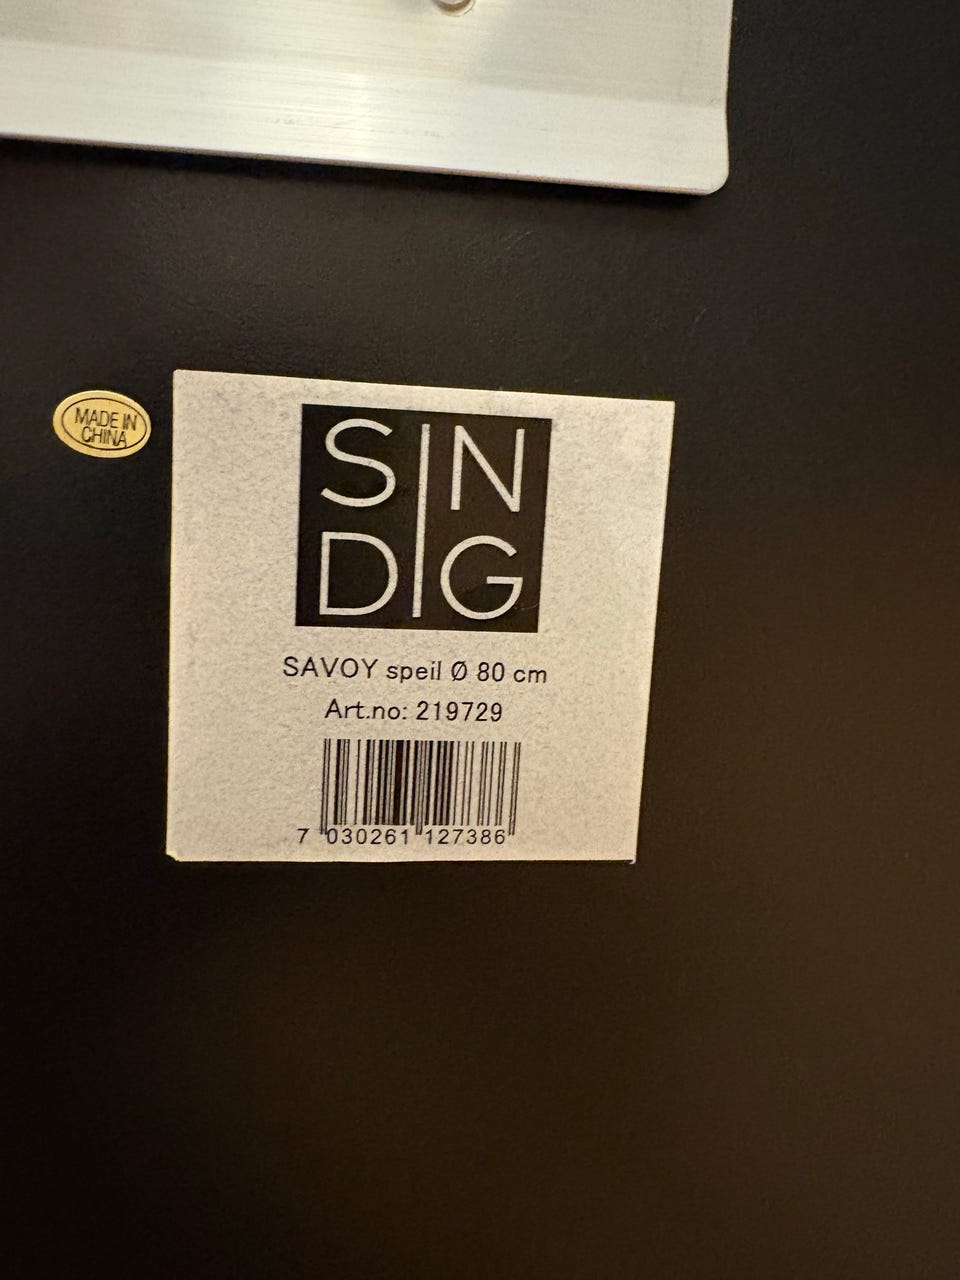 MADE IN
CHINA
SIN
DIG
SAVOY speil Ø 80 cm
Art.no: 219729
7 030261 127386